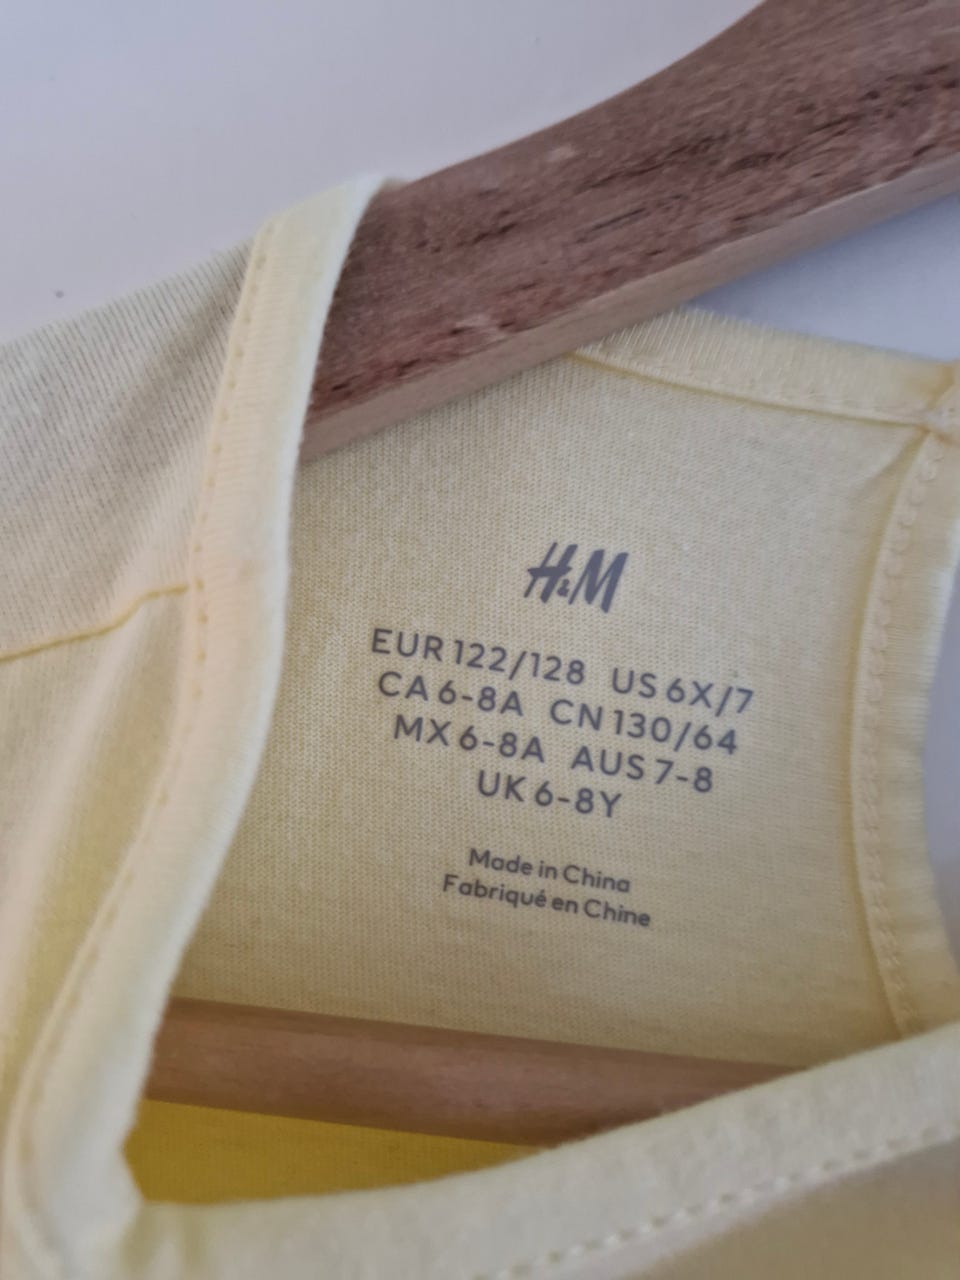 H&M
EUR 122/128 US 6X/7
CA 6-8A CN 130/64
MX 6-8A AUS 7-8
UK 6-8Y
Made in China
Fabriqué en Chine